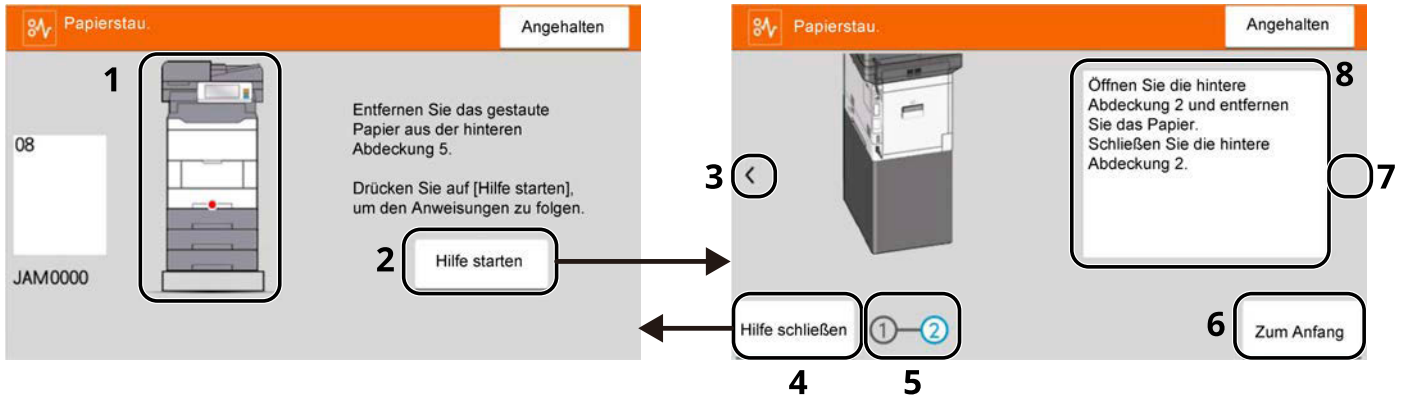 Papierstau.
Angehalten
1
08
JAM0000
Entfernen Sie das gestaute
Papier aus der hinteren
Abdeckung 5.
Drücken Sie auf [Hilfe starten],
um den Anweisungen zu folgen.
2
Hilfe starten
Papierstau.
Angehalten
8
Öffnen Sie die hintere
Abdeckung 2 und entfernen
Sie das Papier.
Schließen Sie die hintere
Abdeckung 2.
3
<
7
Hilfe schließen
1
2
6
Zum Anfang
4
5